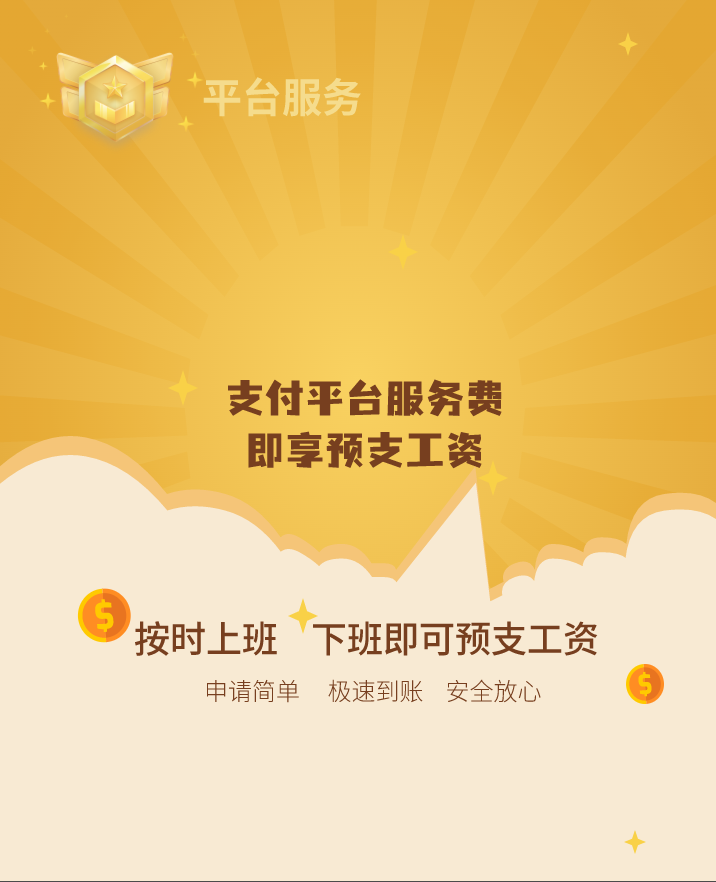 平台服务
支付平台服务费
即享预支工资
按时上班 下班即可预支工资
申请简单 极速到账 安全放心